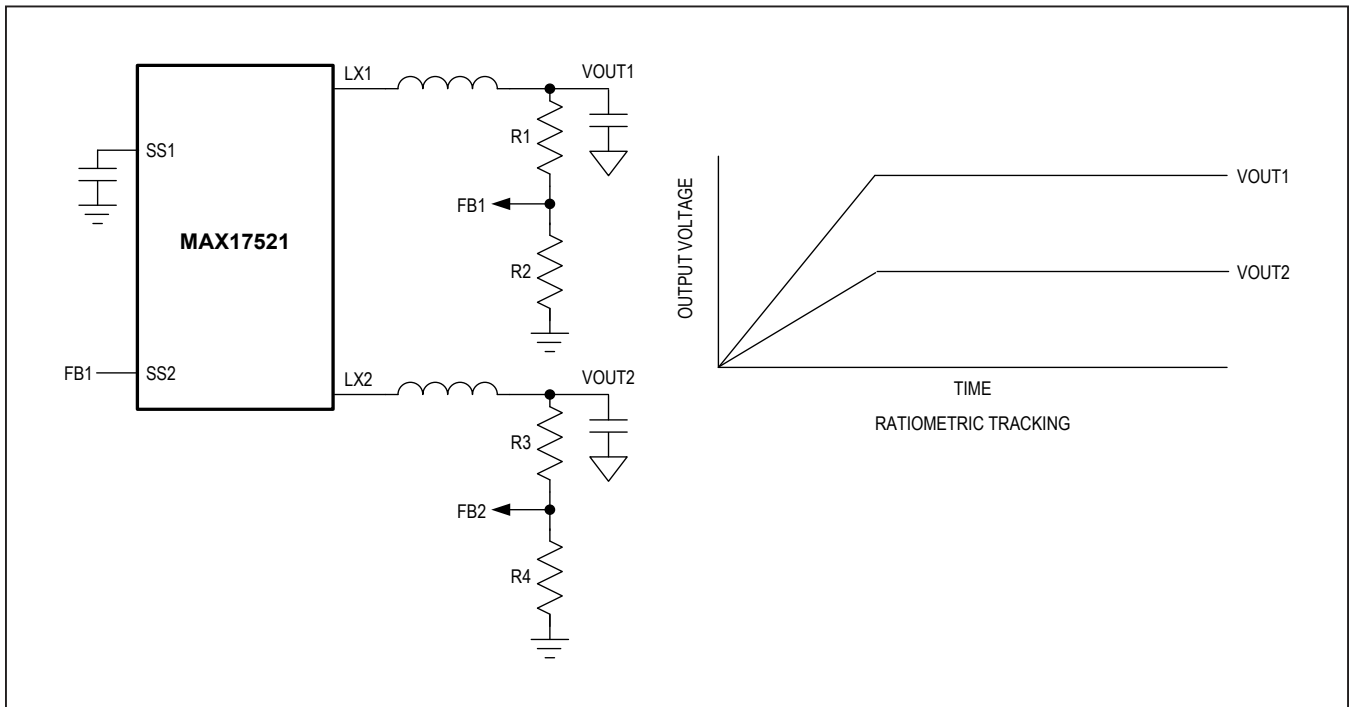 LX1
VOUT1
R1
SS1
FB1
MAX17521
R2
FB1
SS2
LX2
VOUT2
R3
FB2
R4
OUTPUT VOLTAGE
VOUT1
VOUT2
TIME
RATIOMETRIC TRACKING